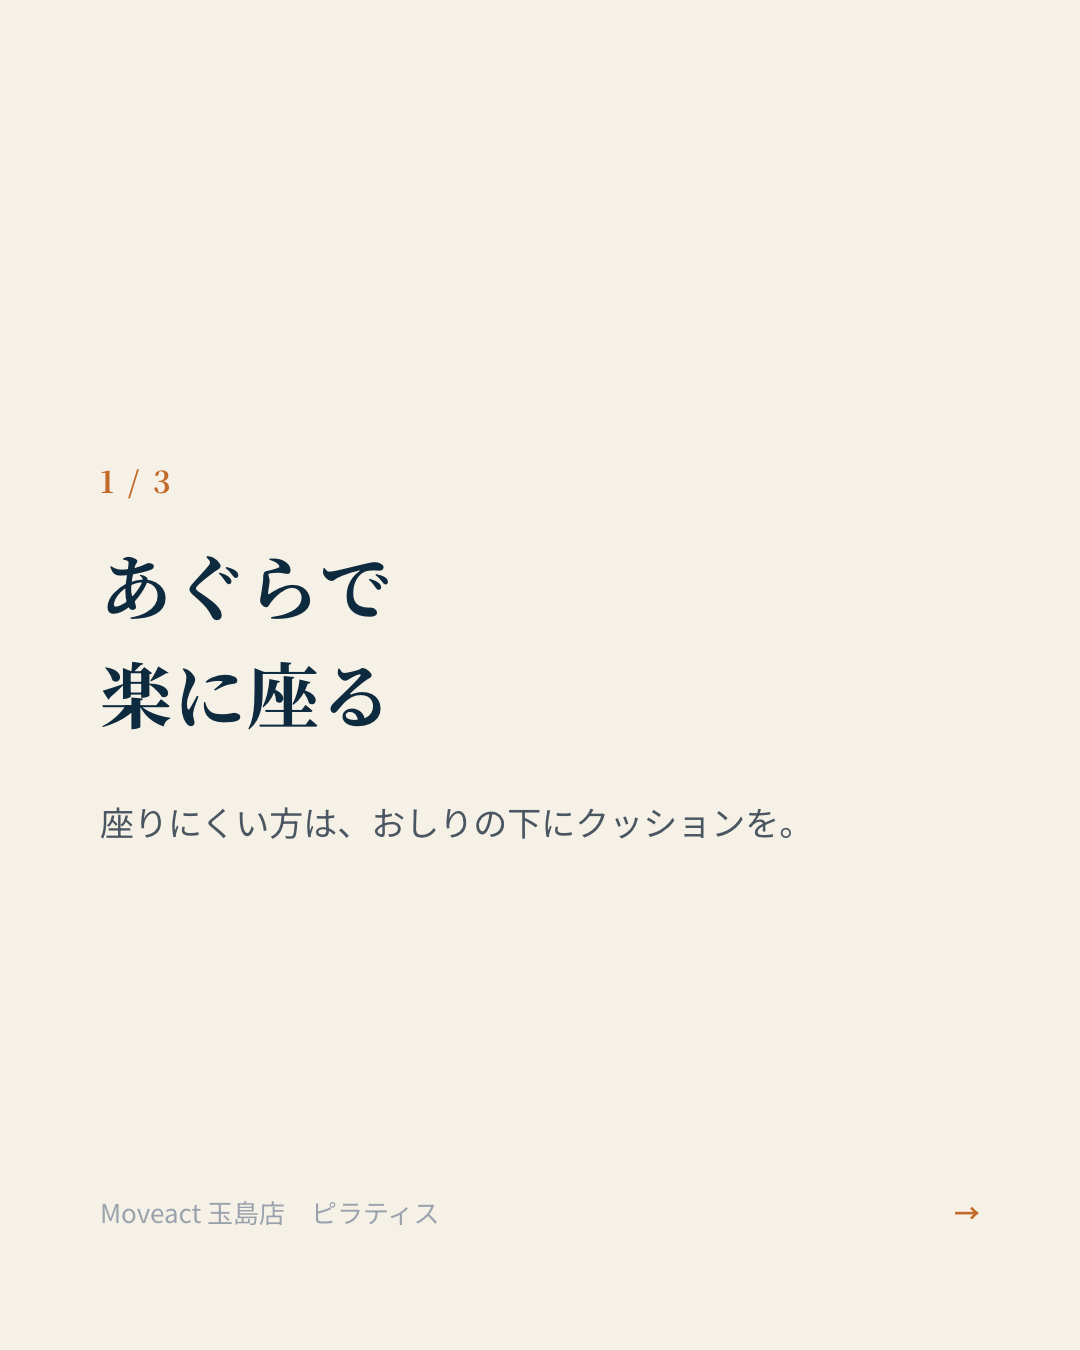 1 / 3
あぐらで
楽に座る
座りにくい方は、おしりの下にクッションを。
Moveact 玉島店　ピラティス
→